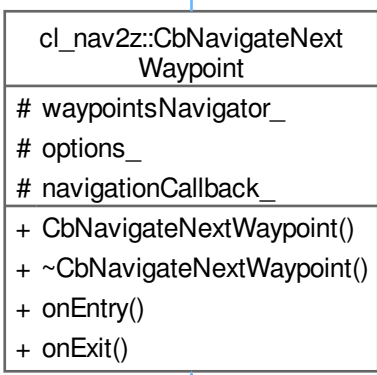 cl_nav2z::CbNavigateNext
Waypoint
# waypointsNavigator_
# options_
# navigationCallback_
+ CbNavigateNextWaypoint()
+ ~CbNavigateNextWaypoint()
+ onEntry()
+ onExit()